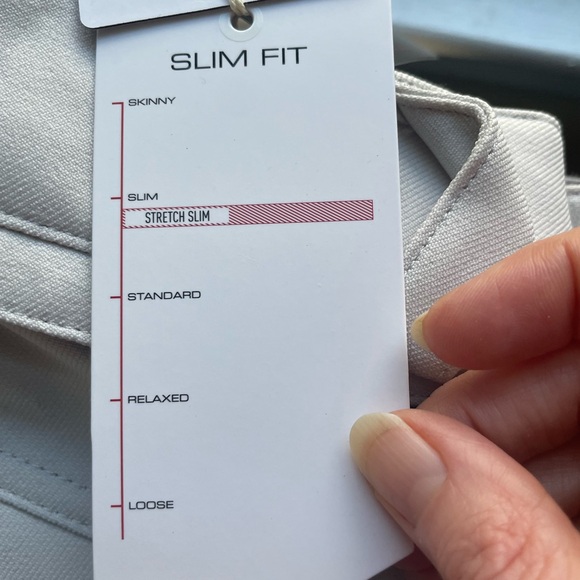 SLIM FIT
SKINNY
SLIM
STRETCH SLIM
STANDARD
RELAXED
LOOSE